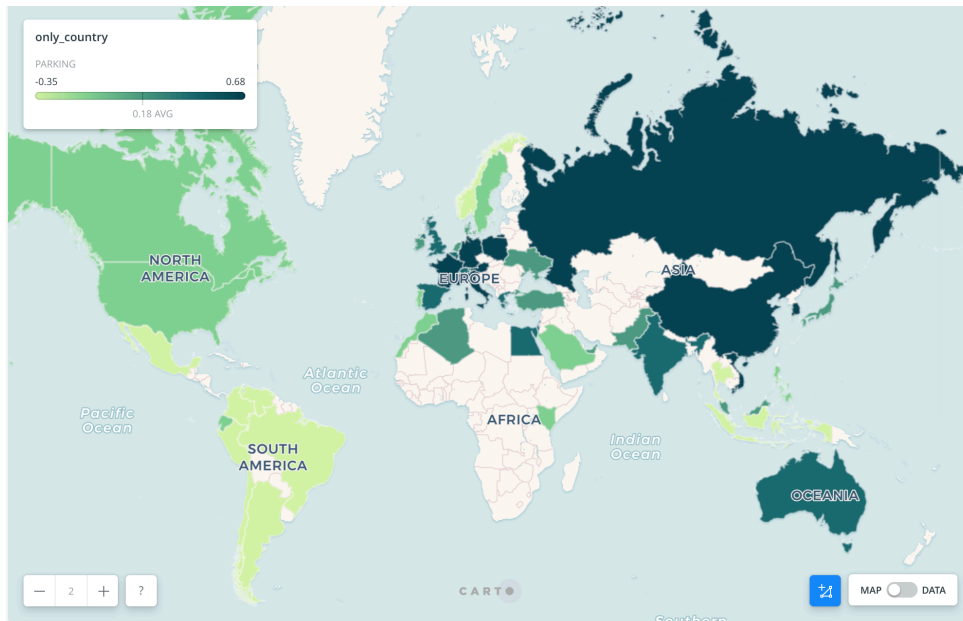 only_country
PARKING
-0.35 0.68
0.18 AVG
NORTH
AMERICA
EUROPE
ASIA
Atlantic
Ocean
Pacific
Ocean
AFRICA
SOUTH
AMERICA
Indian
Ocean
OCEANIA
2
?
CARTO
MAP DATA
Southern